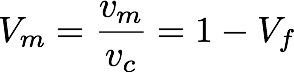 V_m = \frac{v_m}{v_c} = 1 - V_f